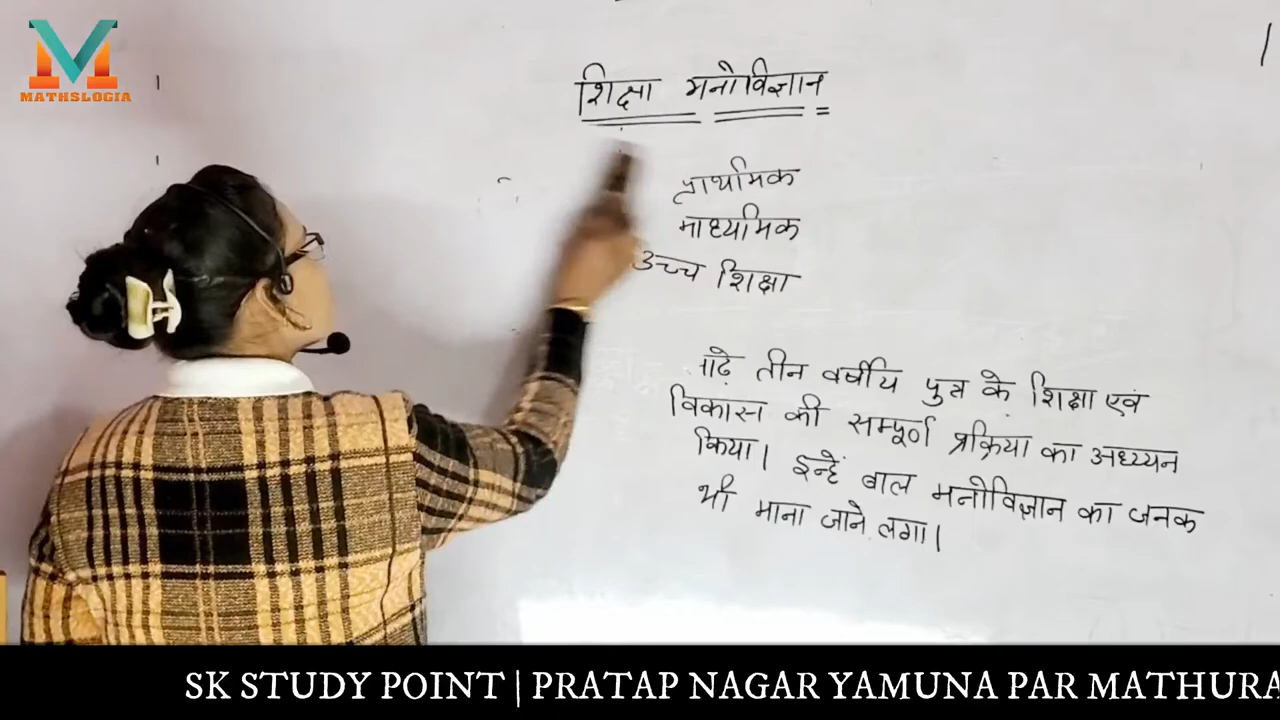 MATHSLOGIA
शिक्षा मनोविज्ञान
प्राथमिक
माध्यमिक
उच्च शिक्षा
तीन वर्षीय पुत्र के शिक्षा एवं
विकास की सम्पूर्ण प्रक्रिया का अध्ययन
किया। इन्हें बाल मनोविज्ञान का जनक
भी माना जाने लगा।
SK STUDY POINT | PRATAP NAGAR YAMUNA PAR MATHURA